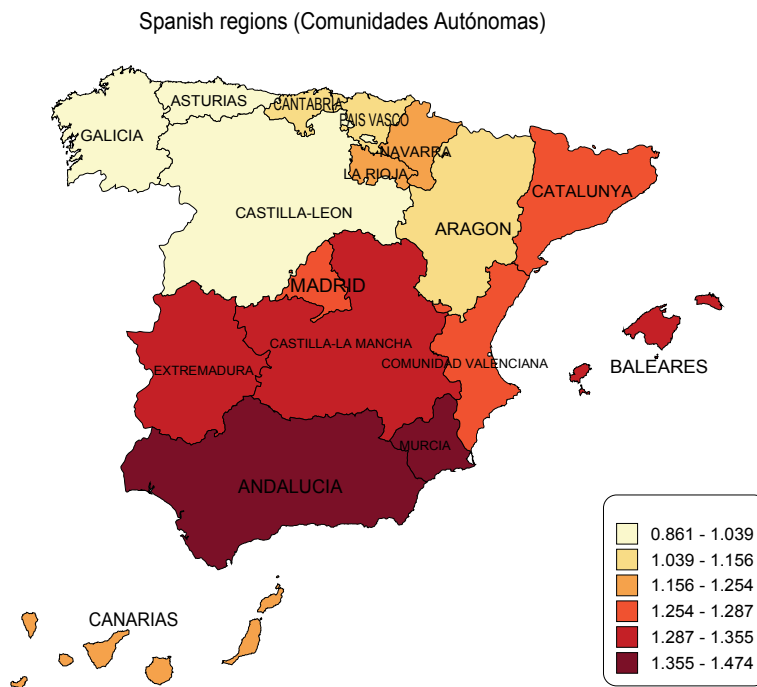 Spanish regions (Comunidades Autónomas)
ASTURIAS
CANTABRIA
PAIS VASCO
GALICIA
NAVARRA
LA RIOJA
CATALUNYA
CASTILLA-LEON
ARAGON
MADRID
CASTILLA-LA MANCHA
COMUNIDAD VALENCIANA
EXTREMADURA
BALEARES
MURCIA
ANDALUCIA
CANARIAS
0.861 - 1.039
1.039 - 1.156
1.156 - 1.254
1.254 - 1.287
1.287 - 1.355
1.355 - 1.474